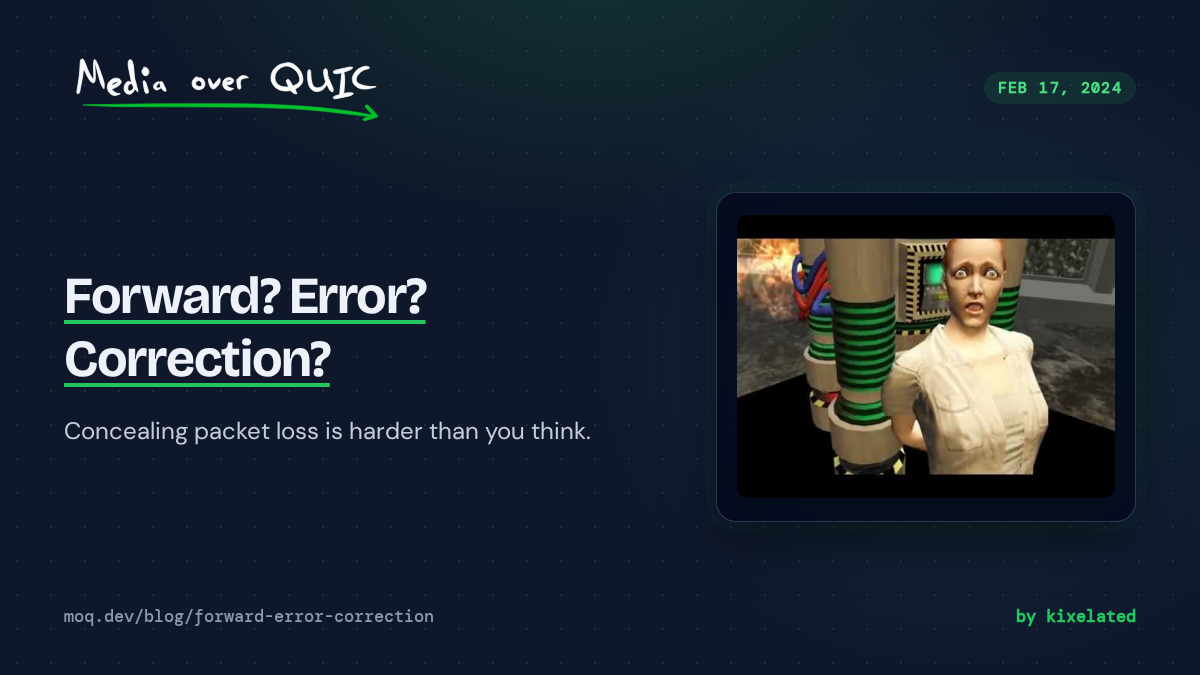 Media over QUIC
FEB 17, 2024
Forward? Error?
Correction?
Concealing packet loss is harder than you think.
moq.dev/blog/forward-error-correction
by kixelated